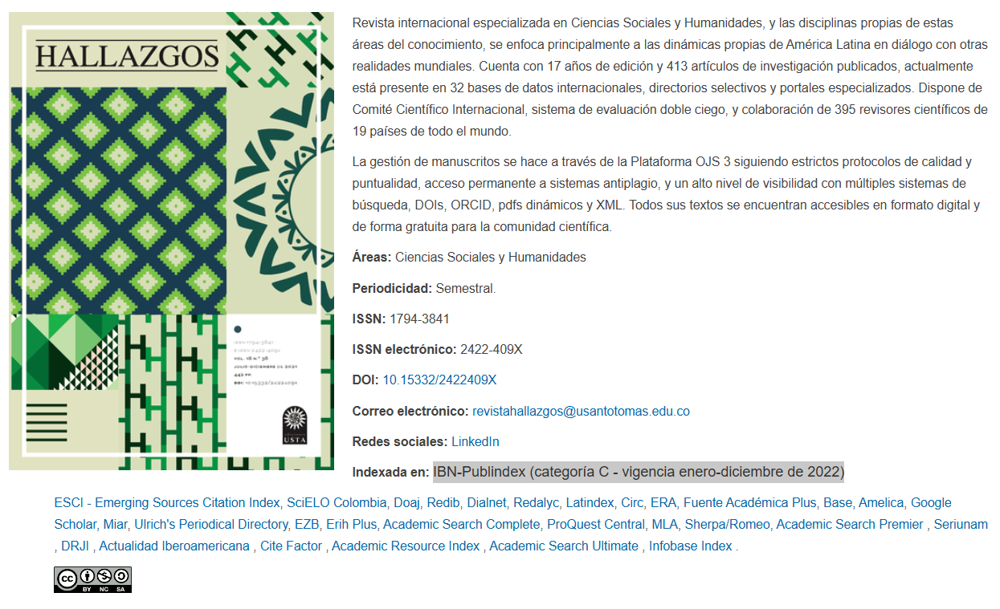 HALLAZGOS
ISSN 1794-3841
E-ISSN 2422-409X
VOL. 18 N.° 36
JULIO-DICIEMBRE DE 2021
442 PP.
DOI: 10.15332/2422409X
ediciones
USTA
Revista internacional especializada en Ciencias Sociales y Humanidades, y las disciplinas propias de estas
áreas del conocimiento, se enfoca principalmente a las dinámicas propias de América Latina en diálogo con otras
realidades mundiales. Cuenta con 17 años de edición y 413 artículos de investigación publicados, actualmente
está presente en 32 bases de datos internacionales, directorios selectivos y portales especializados. Dispone de
Comité Científico Internacional, sistema de evaluación doble ciego, y colaboración de 395 revisores científicos de
19 países de todo el mundo.
La gestión de manuscritos se hace a través de la Plataforma OJS 3 siguiendo estrictos protocolos de calidad y
puntualidad, acceso permanente a sistemas antiplagio, y un alto nivel de visibilidad con múltiples sistemas de
búsqueda, DOIs, ORCID, pdfs dinámicos y XML. Todos sus textos se encuentran accesibles en formato digital y
de forma gratuita para la comunidad científica.
Áreas: Ciencias Sociales y Humanidades
Periodicidad: Semestral.
ISSN: 1794-3841
ISSN electrónico: 2422-409X
DOI: 10.15332/2422409X
Correo electrónico: revistahallazgos@usantotomas.edu.co
Redes sociales: LinkedIn
Indexada en: IBN-Publindex (categoría C - vigencia enero-diciembre de 2022)
ESCI - Emerging Sources Citation Index, SciELO Colombia, Doaj, Redib, Dialnet, Redalyc, Latindex, Circ, ERA, Fuente Académica Plus, Base, Amelica, Google
Scholar, Miar, Ulrich's Periodical Directory, EZB, Erih Plus, Academic Search Complete, ProQuest Central, MLA, Sherpa/Romeo, Academic Search Premier , Seriunam
, DRJI , Actualidad Iberoamericana , Cite Factor , Academic Resource Index , Academic Search Ultimate , Infobase Index .
cc
BY NC SA